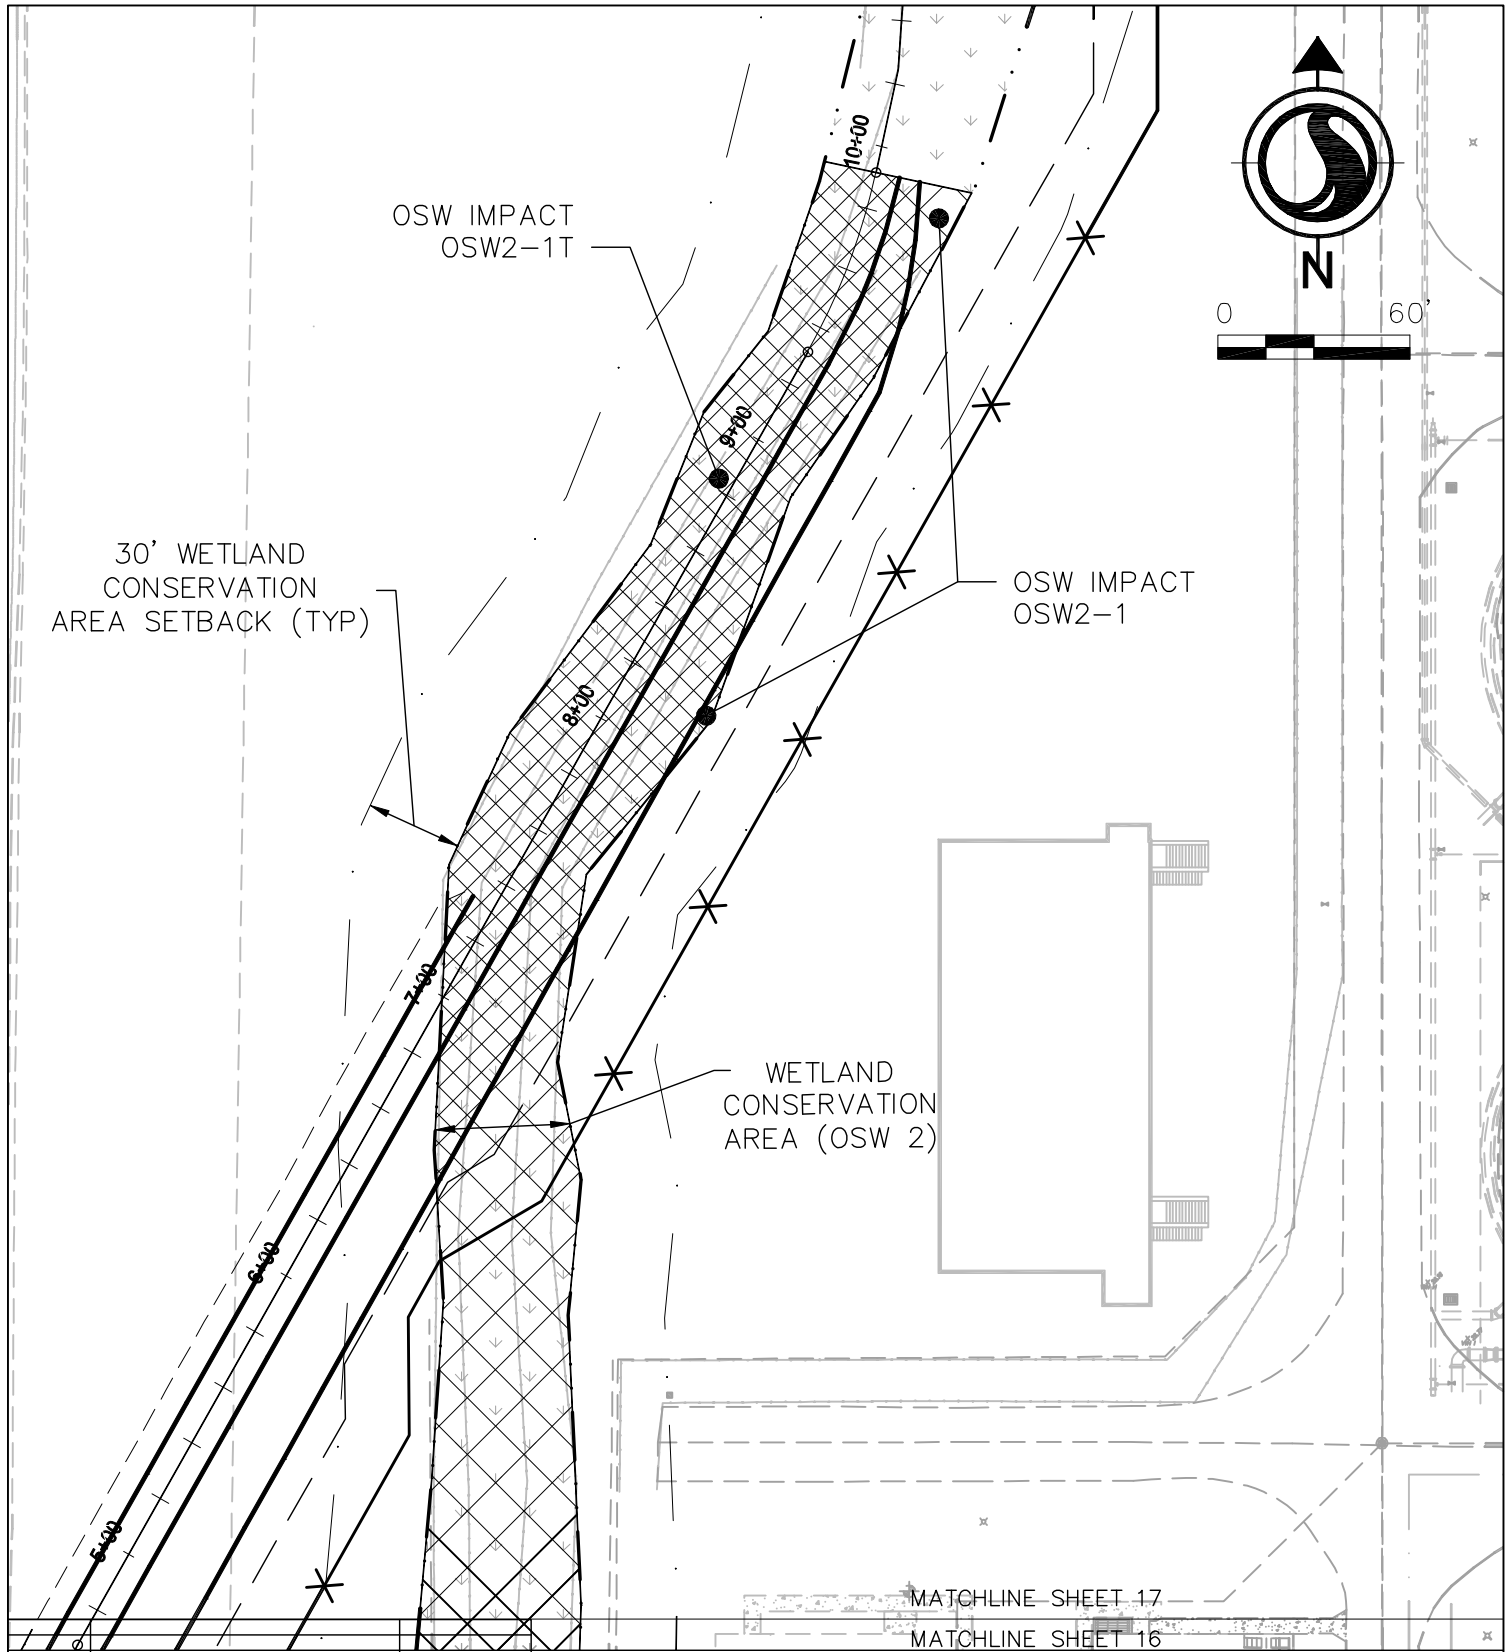 10+00
OSW IMPACT
OSW2-1T
N
0 60'
9+00
30' WETLAND
CONSERVATION
AREA SETBACK (TYP)
OSW IMPACT
OSW2-1
8+00
7+00
WETLAND
CONSERVATION
AREA (OSW 2)
6+00
5+00
MATCHLINE SHEET 17
MATCHLINE SHEET 16